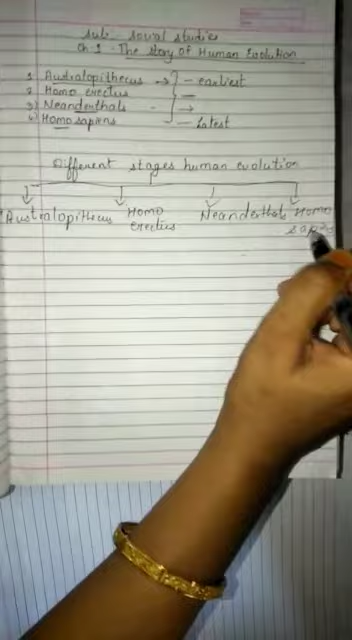 Sub. Social studies
Ch 1 - The story of Human Evolution
1 Australopithecus → - earliest
2 Homo erectus -
3) Neanderthals - →
4) Homo sapiens - Latest
Different stages human evolution
Australopithecus Homo erectus Neanderthals Homo